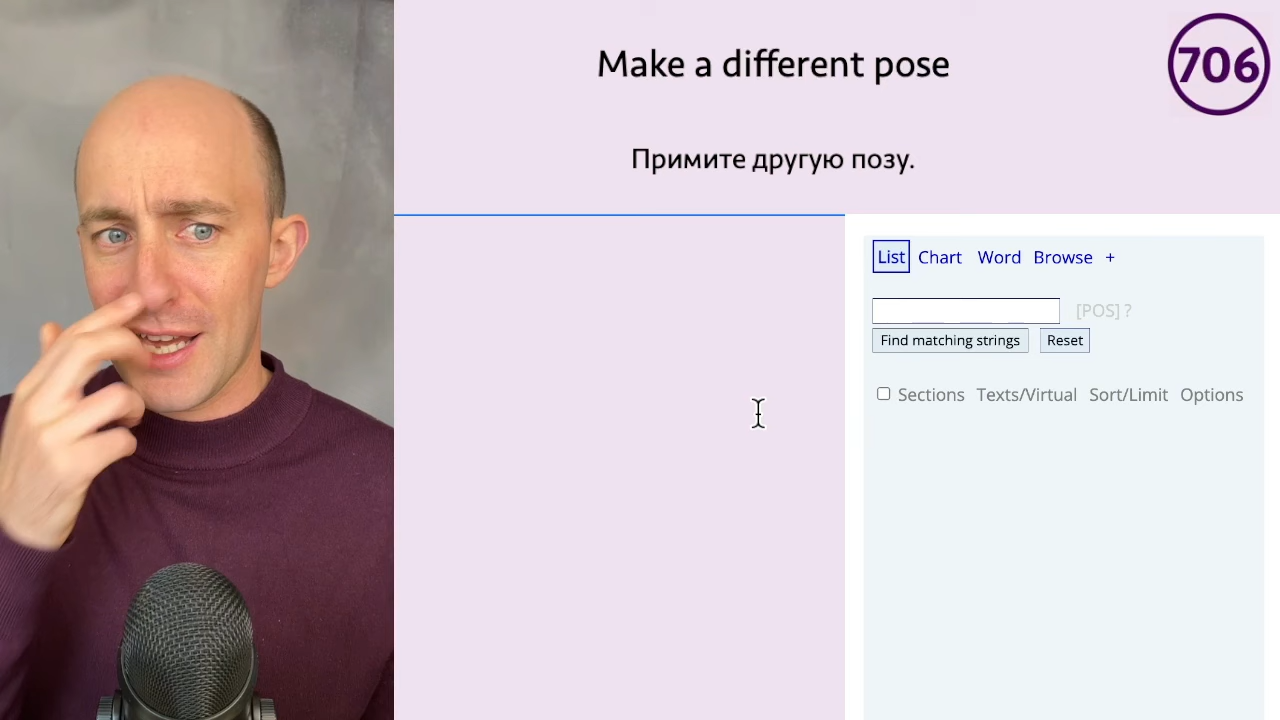 Make a different pose
706
Примите другую позу.
List Chart Word Browse +
[POS] ?
Find matching strings Reset
Sections Texts/Virtual Sort/Limit Options